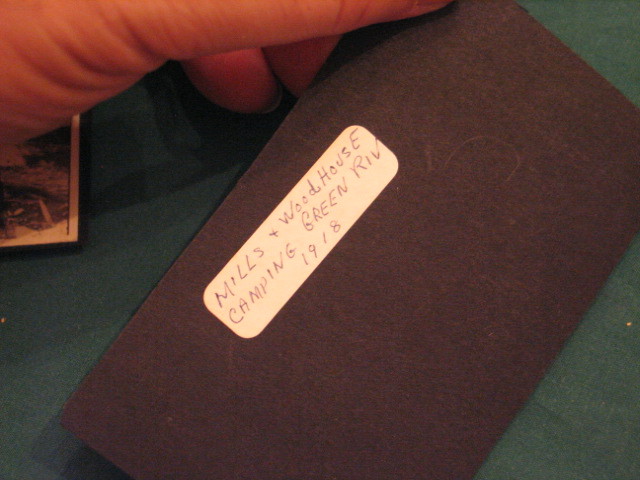 MILLS + WOODHOUSE
CAMPING GREEN RIV
1918